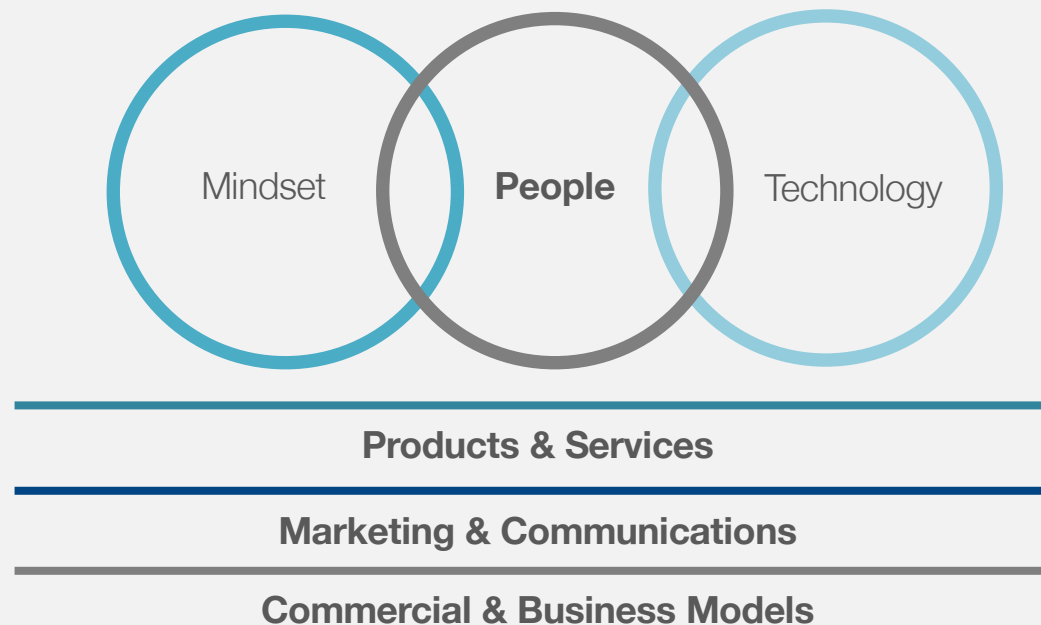 Mindset
People
Technology
Products & Services
Marketing & Communications
Commercial & Business Models